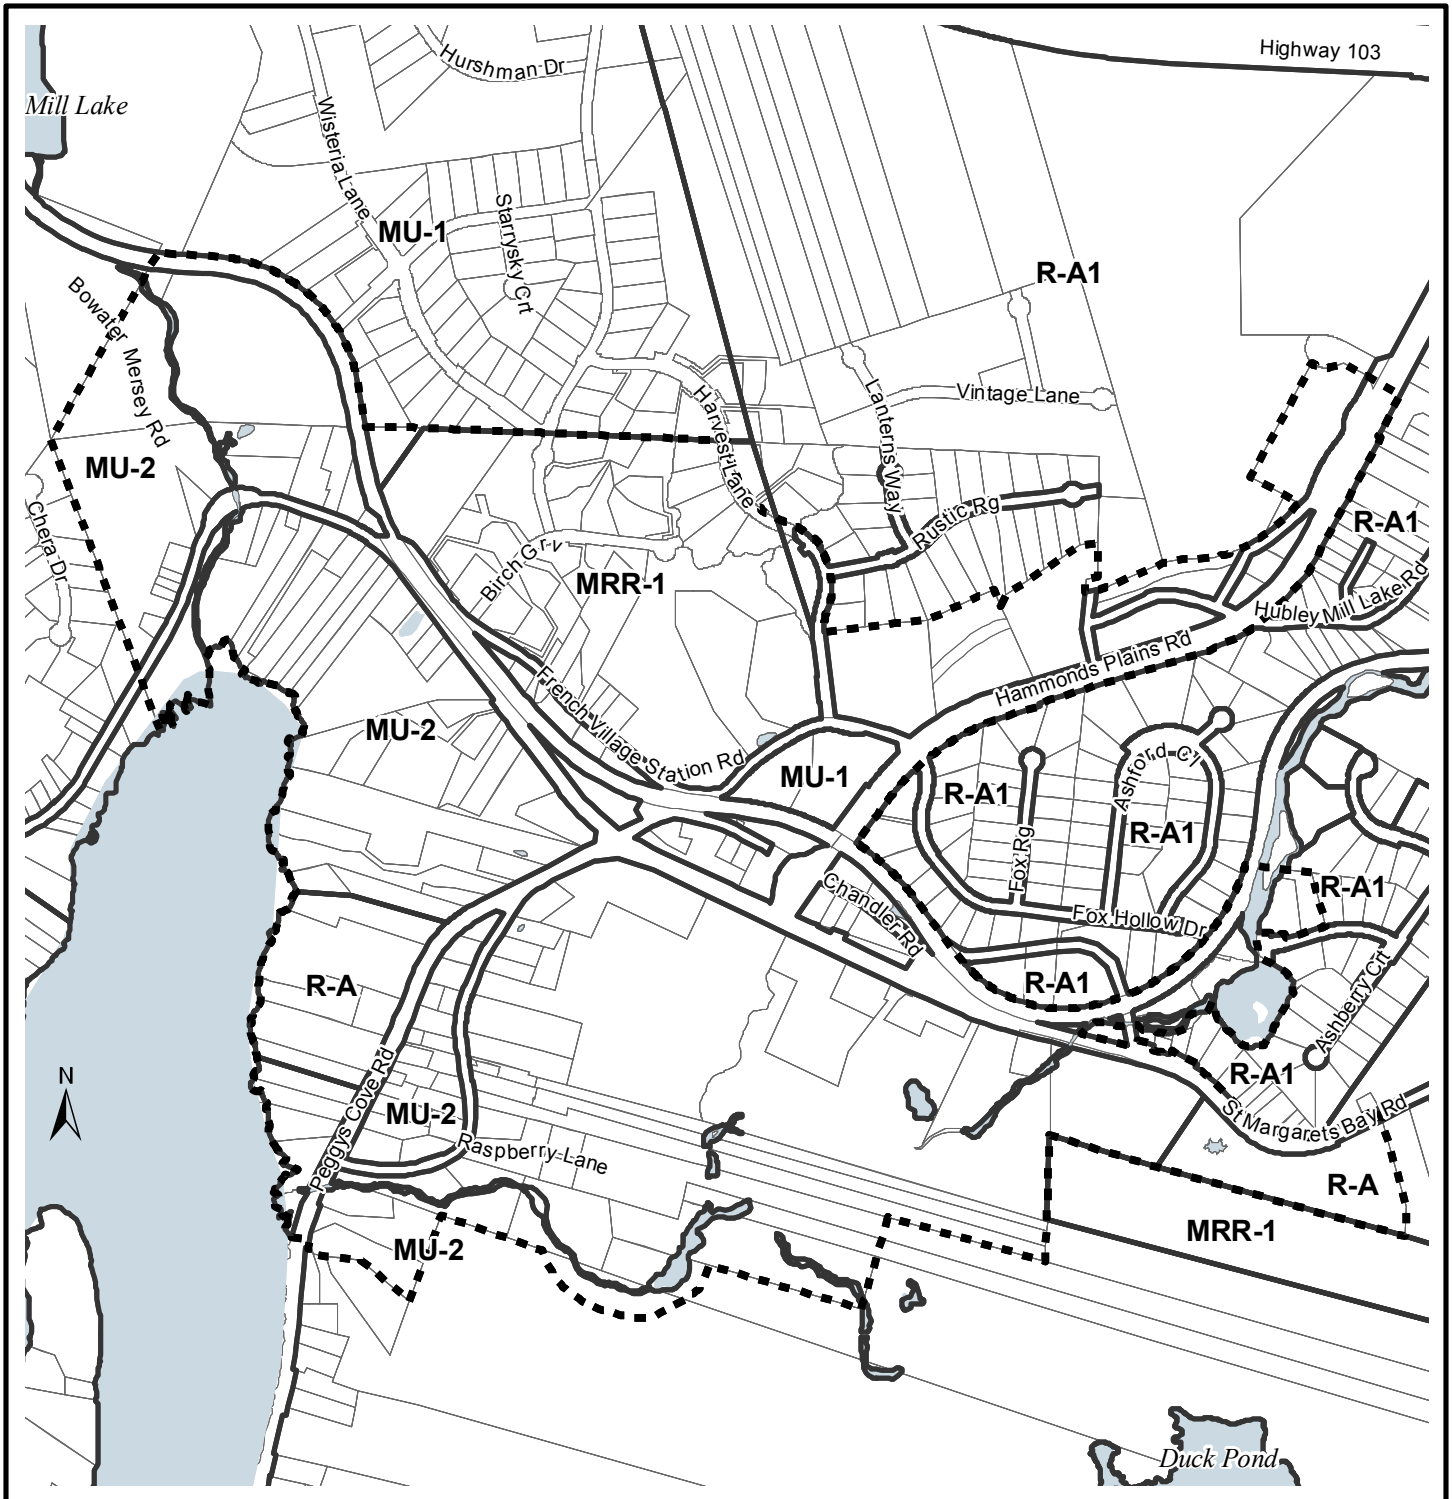 Highway 103
Hurshman Dr
Mill Lake
Wisteria Lane
MU-1
Starrysky Crt
R-A1
Bowater Mersey Rd
Vintage Lane
Lanterns Way
Harvest Lane
MU-2
Chera Dr
Rustic Rg
R-A1
Birch Grv
MRR-1
Hubley Mill Lake Rd
Hammonds Plains Rd
French Village Station Rd
MU-2
MU-1
R-A1
Ashford Cl
R-A1
Fox Rg
Chandler Rd
R-A1
Fox Hollow Dr
R-A
R-A1
Ashberry Crt
N
Peggys Cove Rd
MU-2
R-A1
St Margarets Bay Rd
Raspberry Lane
R-A
MRR-1
MU-2
Duck Pond